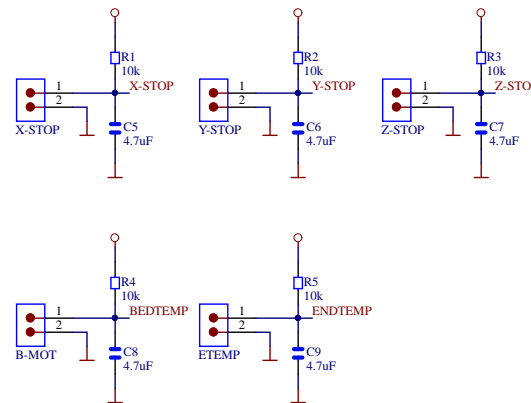 R1
10k
1
X-STOP
2
C5
4.7uF
X-STOP
R2
10k
1
Y-STOP
2
C6
4.7uF
Y-STOP
R3
10k
1
Z-STO
2
C7
4.7uF
Z-STOP
R4
10k
1
BEDTEMP
2
C8
4.7uF
B-MOT
R5
10k
1
ENDTEMP
2
C9
4.7uF
ETEMP